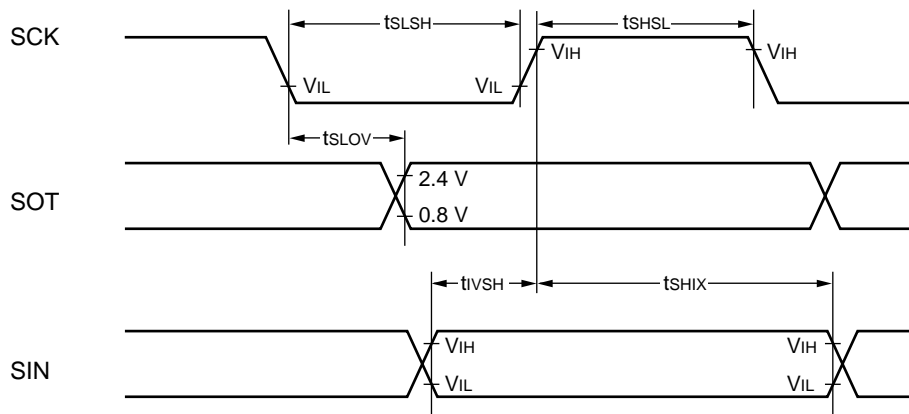 SCK
tSLSH
tSHSL
VIH
VIH
VIL
VIL
tSLOV
SOT
2.4 V
0.8 V
tIVSH
tSHIX
SIN
VIH
VIH
VIL
VIL